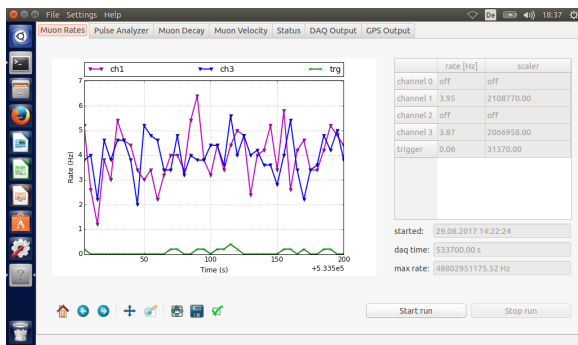 File Settings Help
De
18:37
Muon Rates Pulse Analyzer Muon Decay Muon Velocity Status DAQ Output GPS Output
ch1 ch3 trg
7
6
5
4
3
2
1
0
Rate (Hz)
50 100 150 200
Time (s)
+5.335e5
rate [Hz] scaler
channel 0 off off
channel 1 3.95 2108770.00
channel 2 off off
channel 3 3.87 2066958.00
trigger 0.06 31370.00
started: 29.08.2017 14:22:24
daq time: 533700.00 s
max rate: 48802951175.52 Hz
Start run Stop run